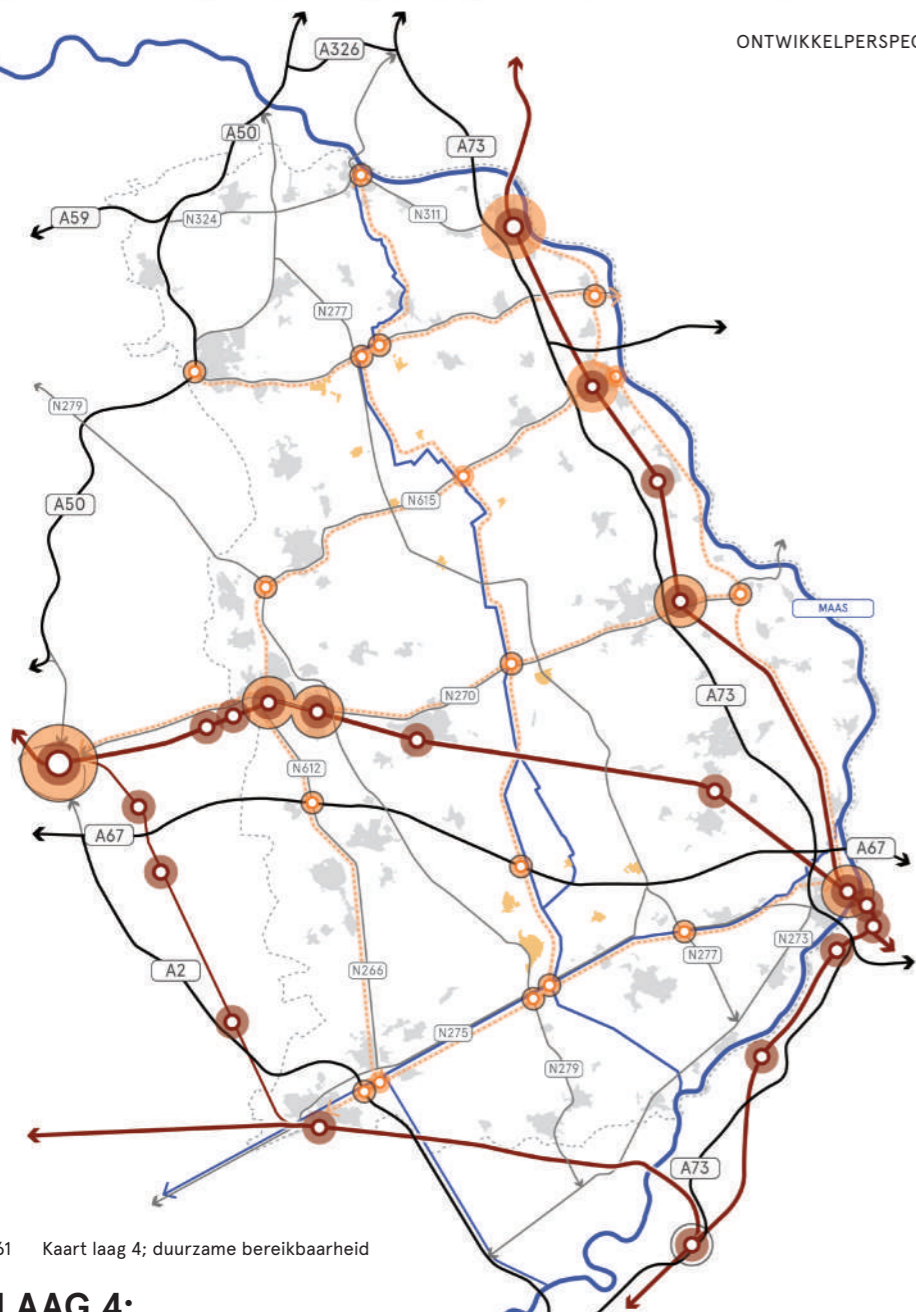 ONTWIKKELPERSPEC
A326
A50
A73
A59
N324
N311
N277
N279
A50
N615
MAAS
A73
N270
N612
A67
A67
A2
N266
N277
N273
N275
N279
A73
61 Kaart laag 4; duurzame bereikbaarheid
LAAG 4: